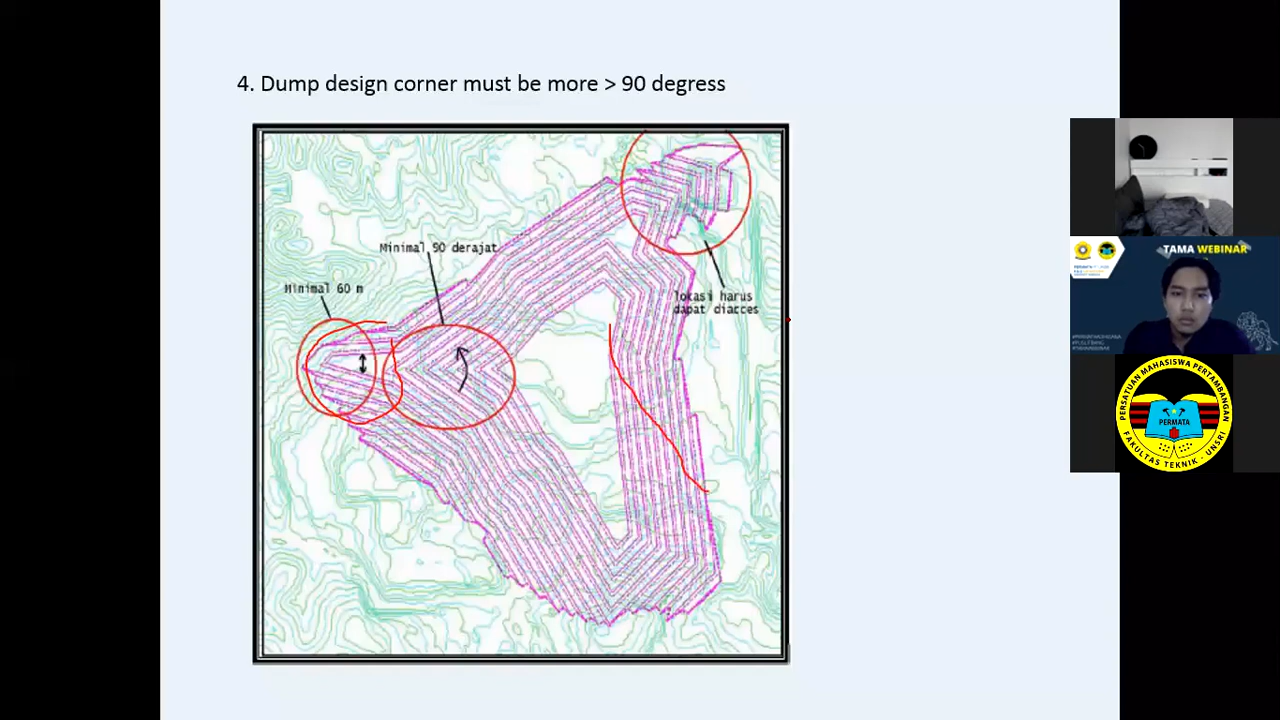 4. Dump design corner must be more > 90 degress
Minimal 90 derajat
Minimal 60 m
lokasi harus
dapat diacces
TAMA WEBINAR
PERSATUAN MAHASISWA PERTAMBANGAN
PERMATA
FAKULTAS TEKNIK - UNSRI